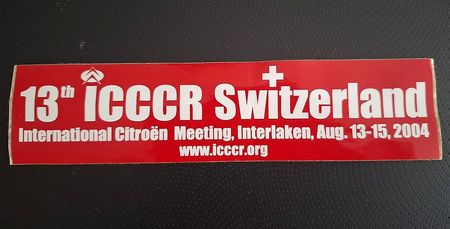 13th iCCCR Switzerland
International Citroën Meeting, Interlaken, Aug. 13-15, 2004
www.icccr.org